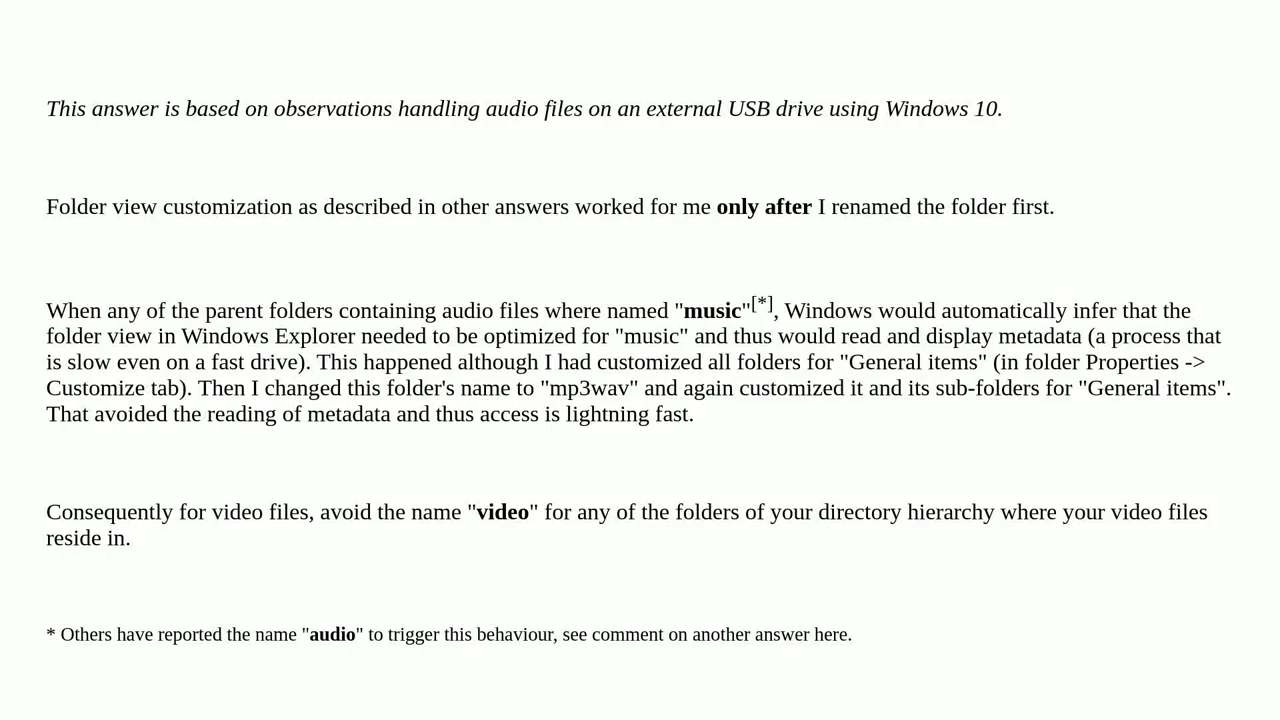 This answer is based on observations handling audio files on an external USB drive using Windows 10.
Folder view customization as described in other answers worked for me only after I renamed the folder first.
When any of the parent folders containing audio files where named "music"[*], Windows would automatically infer that the
folder view in Windows Explorer needed to be optimized for "music" and thus would read and display metadata (a process that
is slow even on a fast drive). This happened although I had customized all folders for "General items" (in folder Properties ->
Customize tab). Then I changed this folder's name to "mp3wav" and again customized it and its sub-folders for "General items".
That avoided the reading of metadata and thus access is lightning fast.
Consequently for video files, avoid the name "video" for any of the folders of your directory hierarchy where your video files
reside in.
* Others have reported the name "audio" to trigger this behaviour, see comment on another answer here.